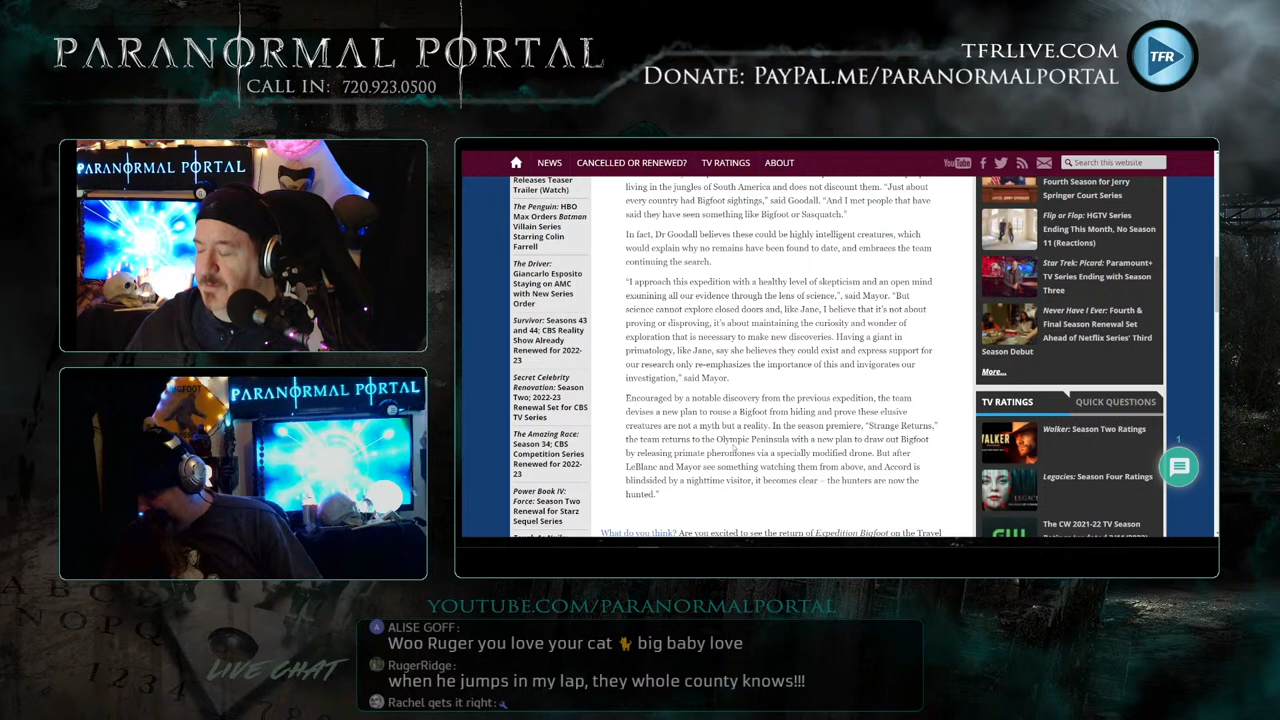 PARANORMAL PORTAL
CALL IN: 720.923.0500
TFRLIVE.COM
DONATE: PAYPAL.ME/PARANORMALPORTAL
TFR
PARANORMAL PORTAL
BIGFOOT
PARANORMAL PORTAL
NEWS CANCELLED OR RENEWED? TV RATINGS ABOUT
YouTube
Search this website
Releases Teaser
Trailer (Watch)
The Penguin: HBO
Max Orders Batman
Villain Series
Starring Colin
Farrell
The Driver:
Giancarlo Esposito
Staying on AMC
with New Series
Order
Survivor: Seasons 43
and 44; CBS Reality
Show Already
Renewed for 2022-
23
Secret Celebrity
Renovation: Season
Two; 2022-23
Renewal Set for CBS
TV Series
The Amazing Race:
Season 34; CBS
Competition Series
Renewed for 2022-
23
Power Book IV:
Force: Season Two
Renewal for Starz
Sequel Series
living in the jungles of South America and does not discount them. “Just about
every country had Bigfoot sightings,” said Goodall. “And I met people that have
said they have seen something like Bigfoot or Sasquatch.”
In fact, Dr Goodall believes these could be highly intelligent creatures, which
would explain why no remains have been found to date, and embraces the team
continuing the search.
“I approach this expedition with a healthy level of skepticism and an open mind
examining all our evidence through the lens of science,”, said Mayor. “But
science cannot explore closed doors and, like Jane, I believe that it’s not about
proving or disproving, it’s about maintaining the curiosity and wonder of
exploration that is necessary to make new discoveries. Having a giant in
primatology, like Jane, say she believes they could exist and express support for
our research only re-emphasizes the importance of this and invigorates our
investigation,” said Mayor.
Encouraged by a notable discovery from the previous expedition, the team
devises a new plan to rouse a Bigfoot from hiding and prove these elusive
creatures are not a myth but a reality. In the season premiere, “Strange Returns,”
the team returns to the Olympic Peninsula with a new plan to draw out Bigfoot
by releasing primate pheromones via a specially modified drone. But after
LeBlanc and Mayor see something watching them from above, and Accord is
blindsided by a nighttime visitor, it becomes clear – the hunters are now the
hunted.”
What do you think? Are you excited to see the return of Expedition Bigfoot on the Travel
Fourth Season for Jerry
Springer Court Series
Flip or Flop: HGTV Series
Ending This Month, No Season
11 (Reactions)
Star Trek: Picard: Paramount+
TV Series Ending with Season
Three
Never Have I Ever: Fourth &
Final Season Renewal Set
Ahead of Netflix Series’ Third
Season Debut
More...
TV RATINGS QUICK QUESTIONS
WALKER
Walker: Season Two Ratings
Legacies: Season Four Ratings
The CW 2021-22 TV Season
1
YOUTUBE.COM/PARANORMALPORTAL
LIVE CHAT
ALISE GOFF:
Woo Ruger you love your cat 🐈 big baby love
RugerRidge:
when he jumps in my lap, they whole county knows!!!
Rachel gets it right: